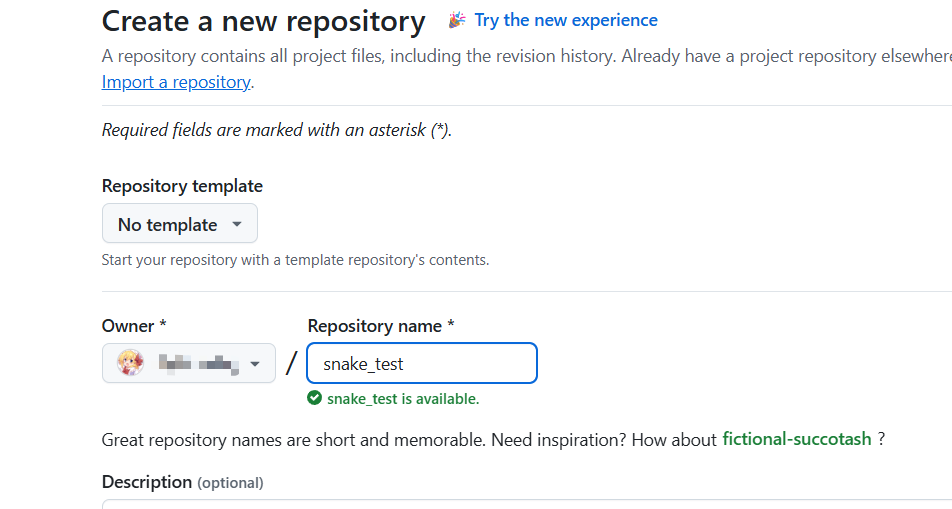 Create a new repository Try the new experience
A repository contains all project files, including the revision history. Already have a project repository
Import a repository.
Required fields are marked with an asterisk (*).
Repository template
No template
Start your repository with a template repository's contents.
Owner * Repository name *
/ snake_test
snake_test is available.
Great repository names are short and memorable. Need inspiration? How about fictional-succotash ?
Description (optional)